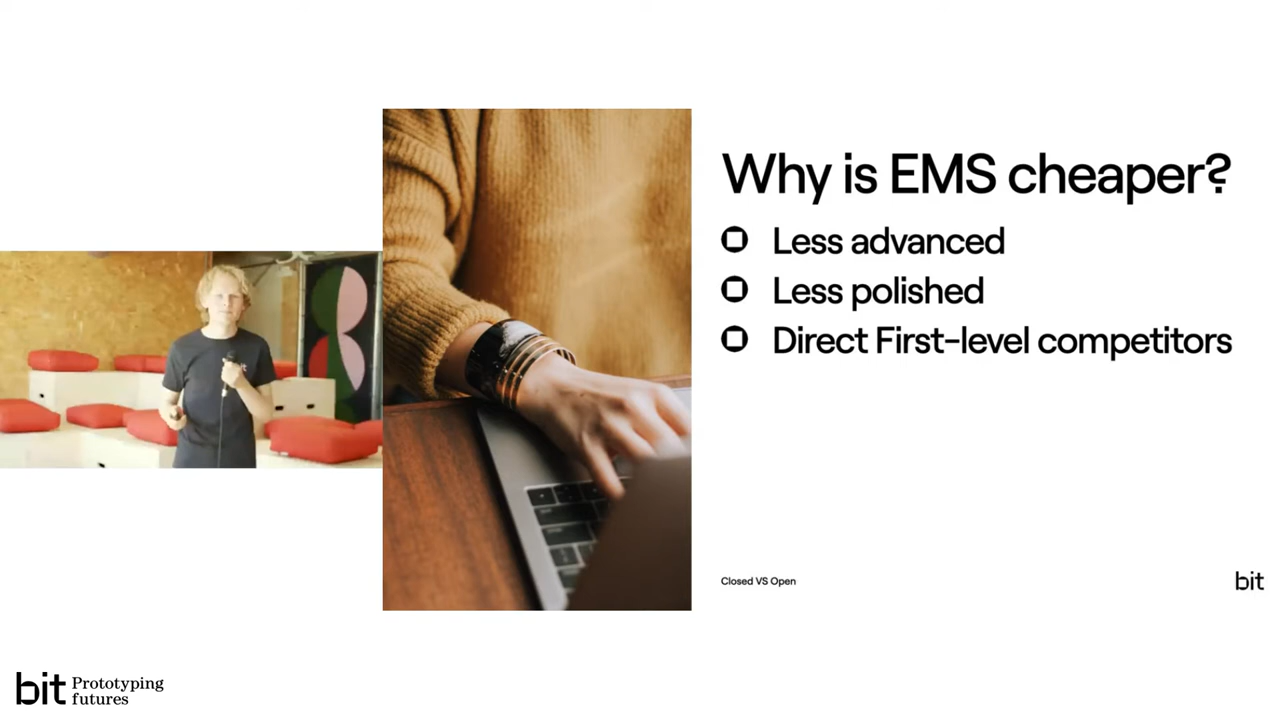 Why is EMS cheaper?
Less advanced
Less polished
Direct First-level competitors
Closed VS Open
bit
bit Prototyping
futures